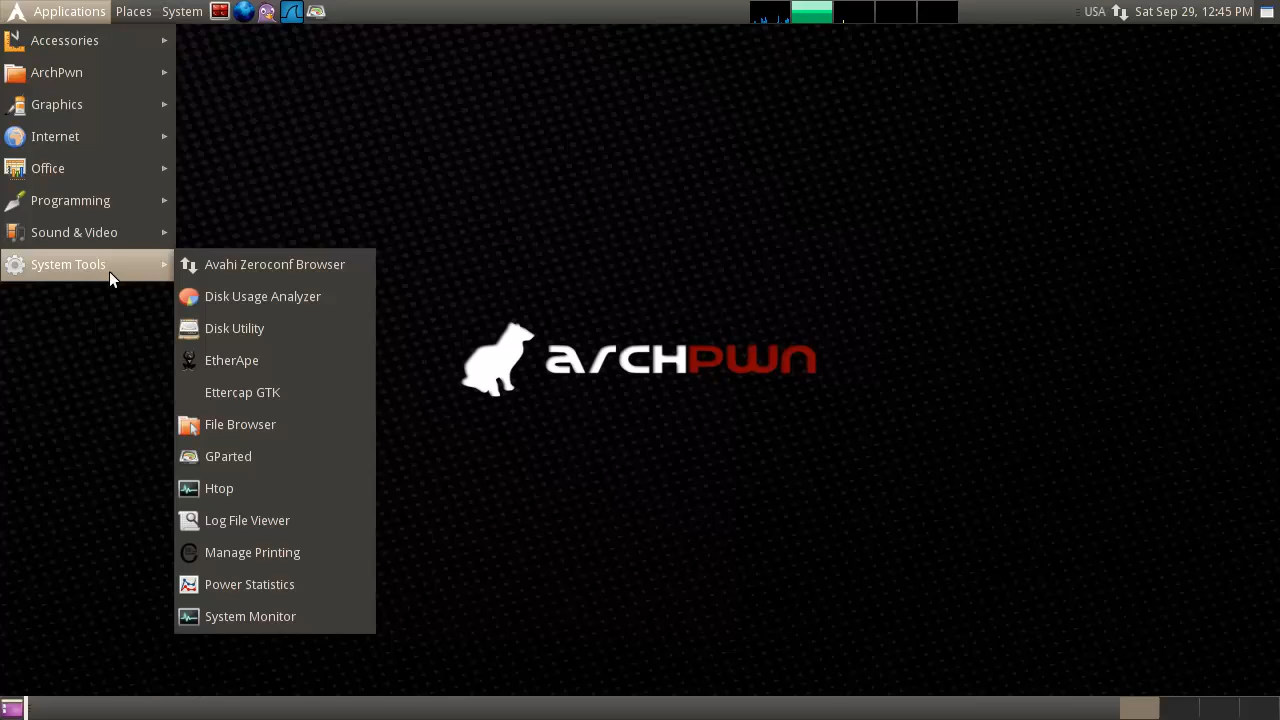 Applications Places System USA Sat Sep 29, 12:45 PM
Accessories
ArchPwn
Graphics
Internet
Office
Programming
Sound & Video
System Tools
Avahi Zeroconf Browser
Disk Usage Analyzer
Disk Utility
EtherApe
Ettercap GTK
File Browser
GParted
Htop
Log File Viewer
Manage Printing
Power Statistics
System Monitor
archpwn